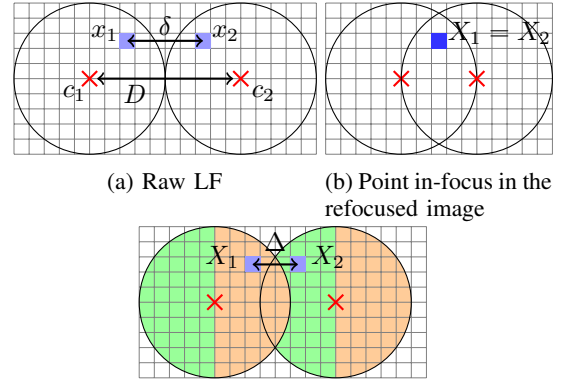 x₁ δ x₂
c₁ D c₂
X₁ = X₂
(a) Raw LF
(b) Point in-focus in the
refocused image
X₁ Δ X₂